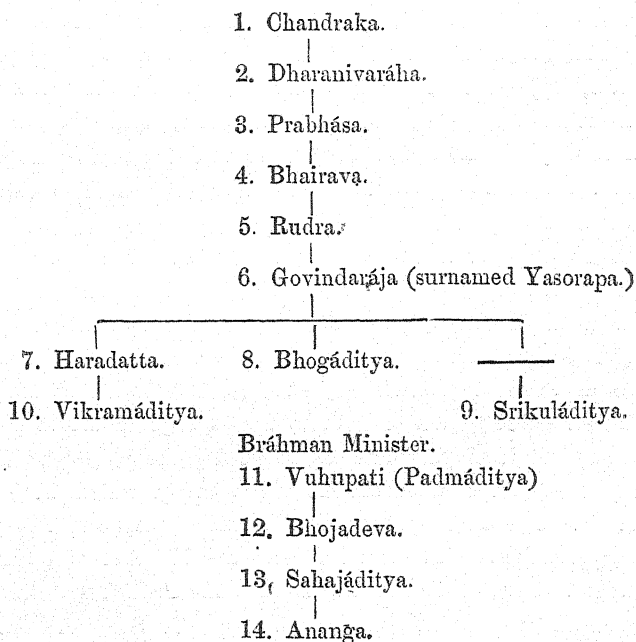 1. Chandraka.
2. Dharanivaráha.
3. Prabhása.
4. Bhairava.
5. Rudra.
6. Govindarája (surnamed Yasorapa.)
7. Haradatta. 8. Bhogáditya.
10. Vikramáditya. 9. Srikuláditya.
Bráhman Minister.
11. Vuhupati (Padmáditya)
12. Bhojadeva.
13, Sahajáditya.
14. Ananga.